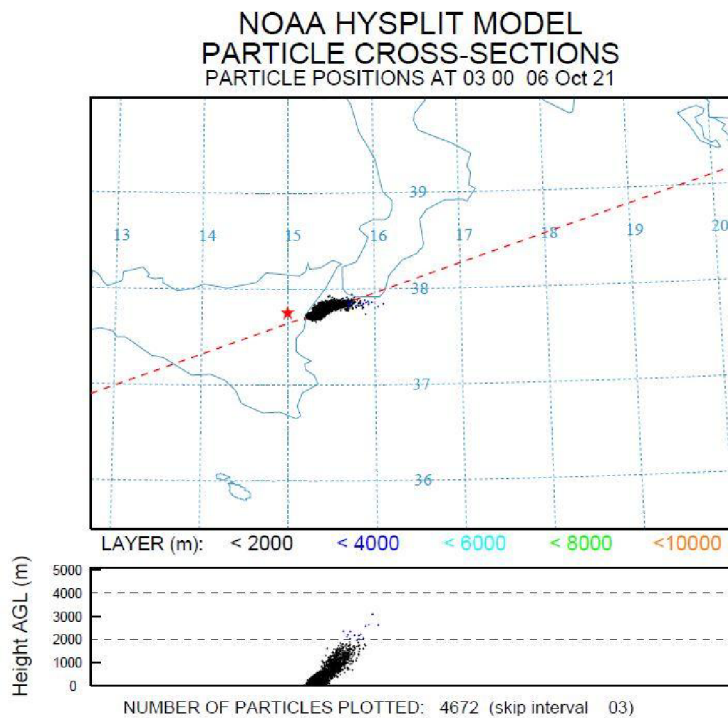 NOAA HYSPLIT MODEL
PARTICLE CROSS-SECTIONS
PARTICLE POSITIONS AT 03 00 06 Oct 21
39
13 14 15 16 17 18 19 20
38
37
36
LAYER (m): < 2000 < 4000 < 6000 < 8000 <10000
Height AGL (m)
5000
4000
3000
2000
1000
0
NUMBER OF PARTICLES PLOTTED: 4672 (skip interval 03)